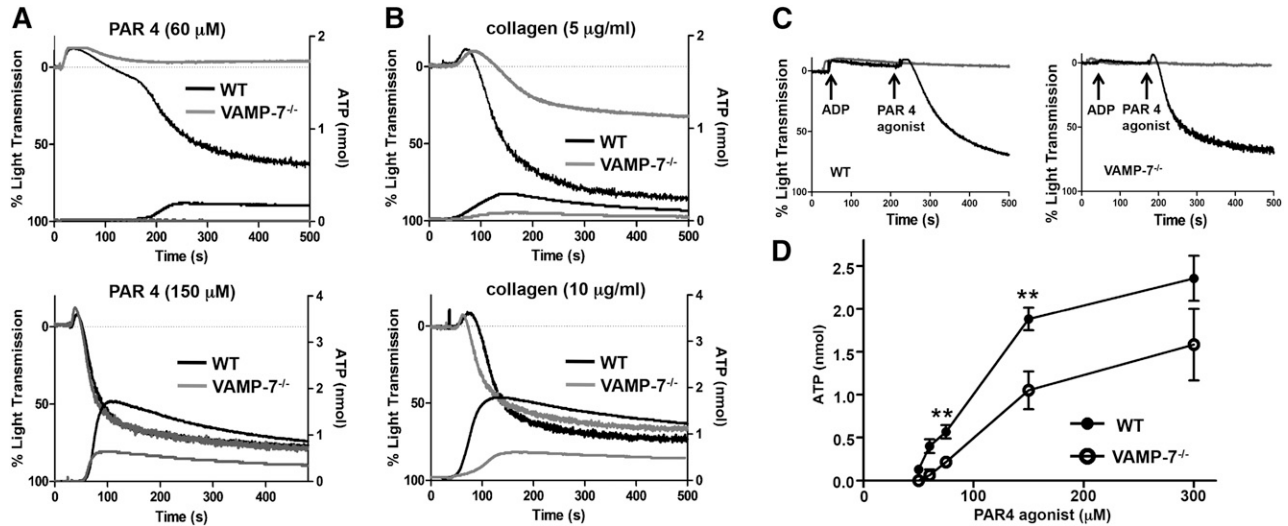 A
PAR 4 (60 μM)
% Light Transmission
0
50
100
WT
VAMP-7-/-
2
1
0
ATP (nmol)
0 100 200 300 400 500
Time (s)
PAR 4 (150 μM)
% Light Transmission
0
50
100
WT
VAMP-7-/-
4
3
2
1
0
ATP (nmol)
0 100 200 300 400
Time (s)
B
collagen (5 μg/ml)
% Light Transmission
0
50
100
WT
VAMP-7-/-
2
1
0
ATP (nmol)
0 100 200 300 400 500
Time (s)
collagen (10 μg/ml)
% Light Transmission
0
50
100
WT
VAMP-7-/-
4
3
2
1
0
ATP (nmol)
0 100 200 300 400 500
Time (s)
C
% Light Transmission
0
50
100
ADP
PAR 4
agonist
WT
0 100 200 300 400 500
Time (s)
% Light Transmission
0
50
100
ADP
PAR 4
agonist
VAMP-7-/-
0 100 200 300 400 500
Time (s)
D
ATP (nmol)
2.5
2.0
1.5
1.0
0.5
0.0
**
**
WT
VAMP-7-/-
0 100 200 300
PAR4 agonist (μM)